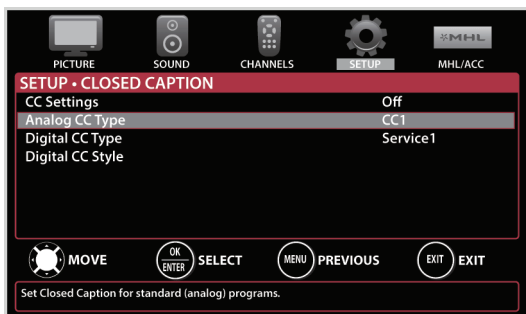 MHL
PICTURE SOUND CHANNELS SETUP MHL/ACC
SETUP • CLOSED CAPTION
CC Settings Off
Analog CC Type CC1
Digital CC Type Service1
Digital CC Style
MOVE OK ENTER SELECT MENU PREVIOUS EXIT EXIT
Set Closed Caption for standard (analog) programs.